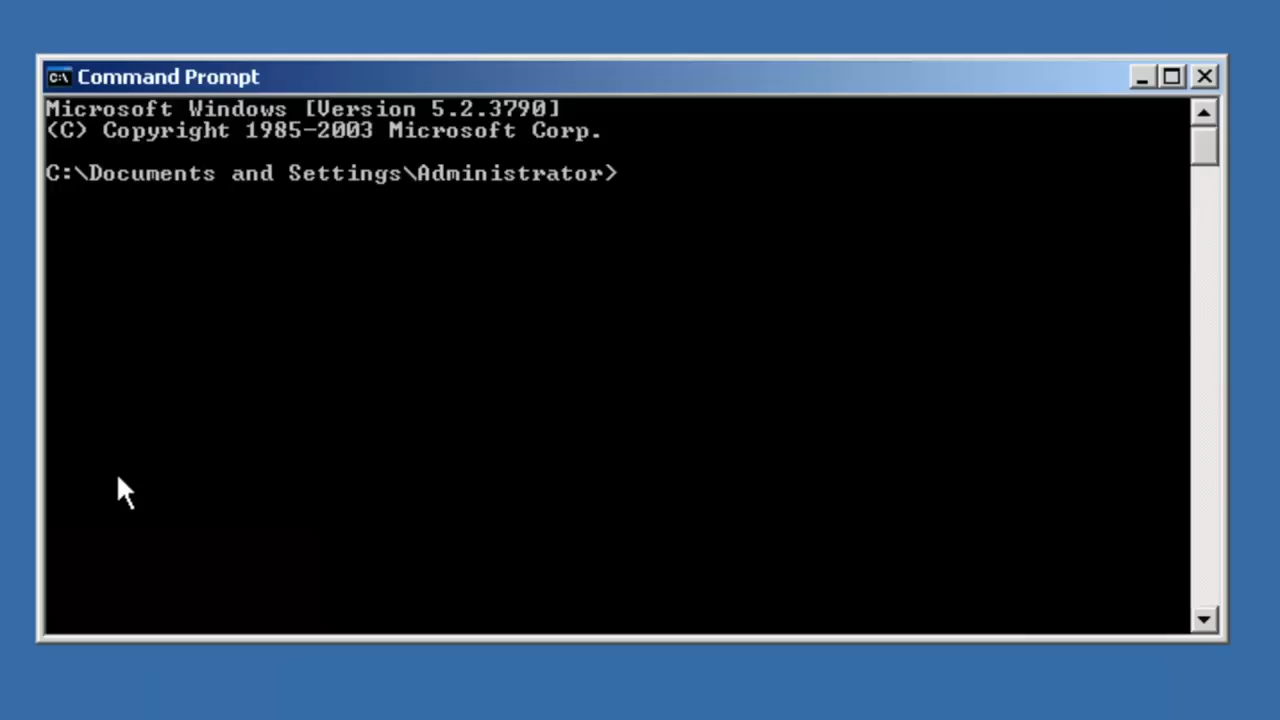 Command Prompt
Microsoft Windows [Version 5.2.3790]
(C) Copyright 1985-2003 Microsoft Corp.
C:\Documents and Settings\Administrator>